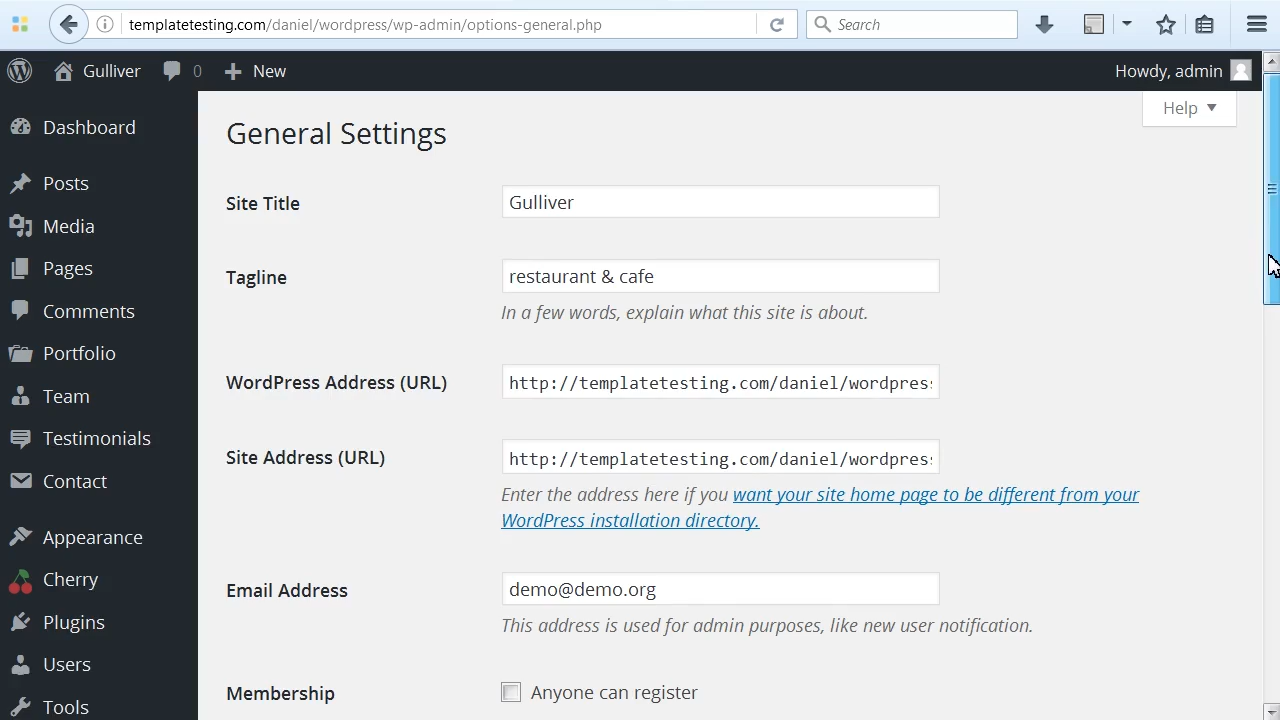 templatetesting.com/daniel/wordpress/wp-admin/options-general.php
Search
Gulliver
0
New
Howdy, admin
Help
Dashboard
Posts
Media
Pages
Comments
Portfolio
Team
Testimonials
Contact
Appearance
Cherry
Plugins
Users
Tools
General Settings
Site Title
Gulliver
Tagline
restaurant & cafe
In a few words, explain what this site is about.
WordPress Address (URL)
http://templatetesting.com/daniel/wordpress
Site Address (URL)
http://templatetesting.com/daniel/wordpress
Enter the address here if you want your site home page to be different from your
WordPress installation directory.
Email Address
demo@demo.org
This address is used for admin purposes, like new user notification.
Membership
Anyone can register